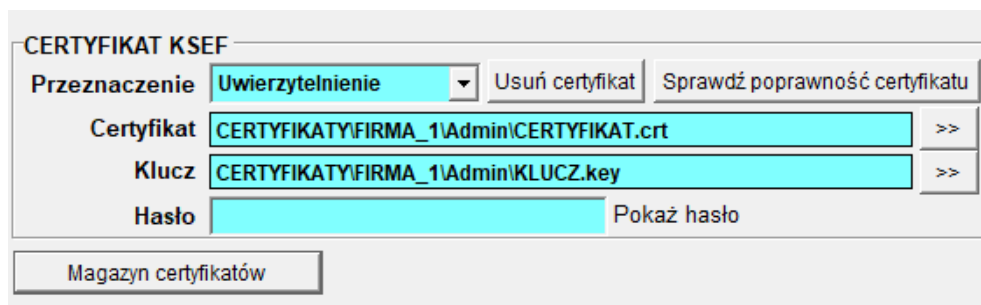 CERTYFIKAT KSEF
Przeznaczenie Uwierzytelnienie Usuń certyfikat Sprawdź poprawność certyfikatu
Certyfikat CERTYFIKATY\FIRMA_1\Admin\CERTYFIKAT.crt >>
Klucz CERTYFIKATY\FIRMA_1\Admin\KLUCZ.key >>
Hasło Pokaż hasło
Magazyn certyfikatów